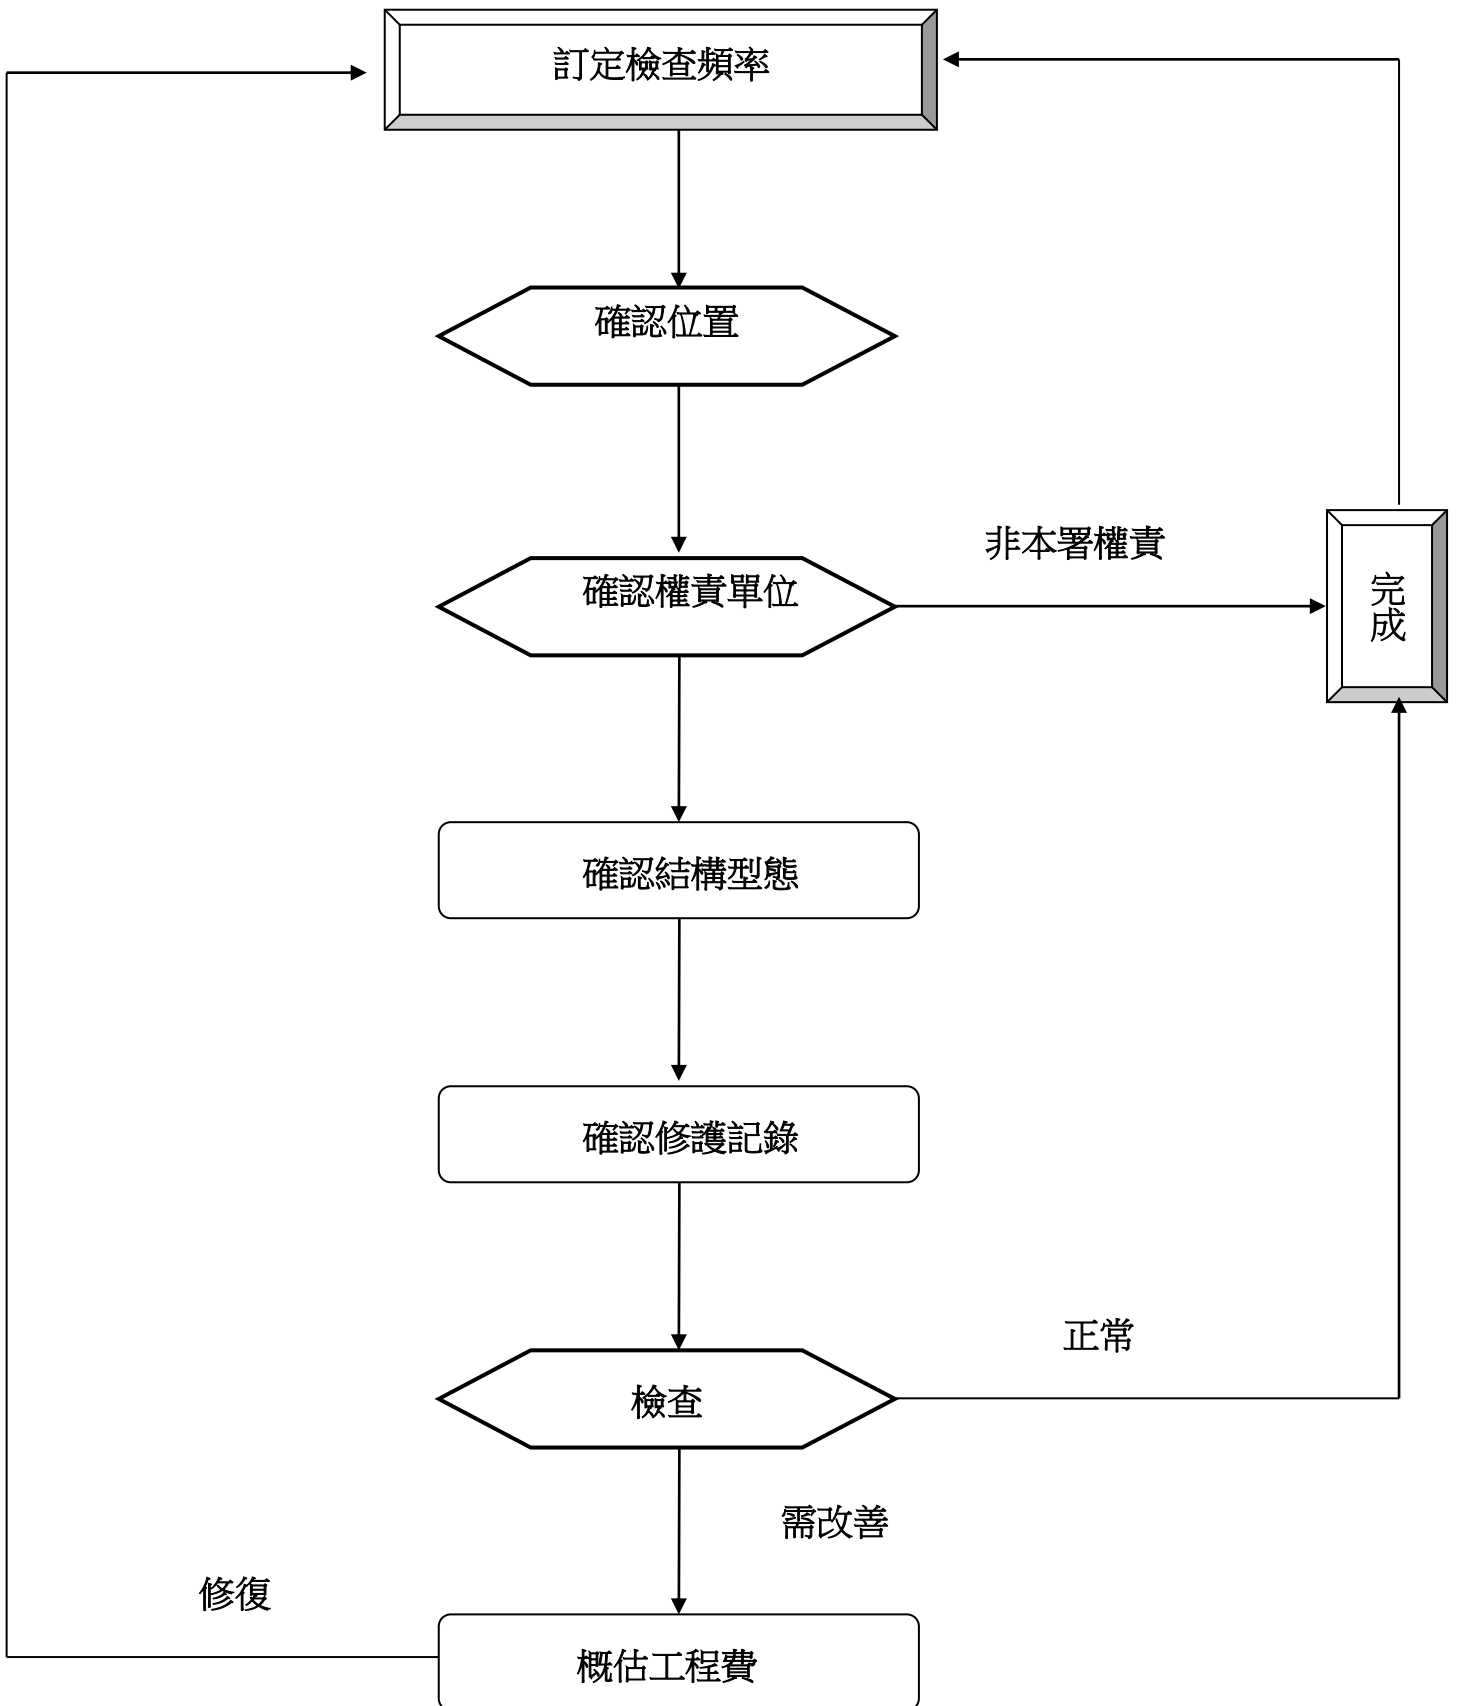 訂定檢查頻率
確認位置
非本署權責
確認權責單位
完成
確認結構型態
確認修護記錄
正常
檢查
需改善
修復
概估工程費